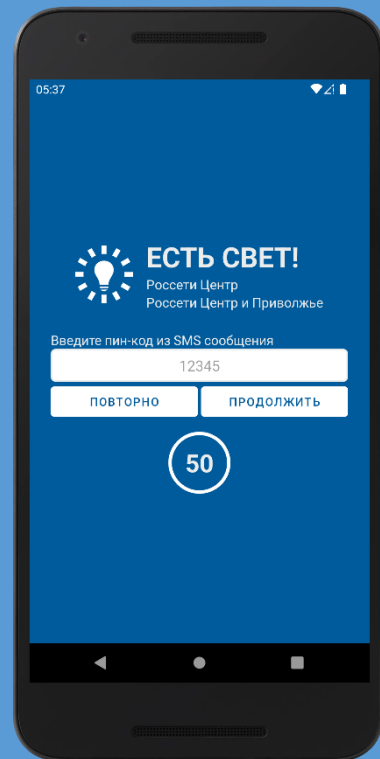 05:37
ЕСТЬ СВЕТ!
Россети Центр
Россети Центр и Приволжье
Введите пин-код из SMS сообщения
12345
ПОВТОРНО
ПРОДОЛЖИТЬ
50